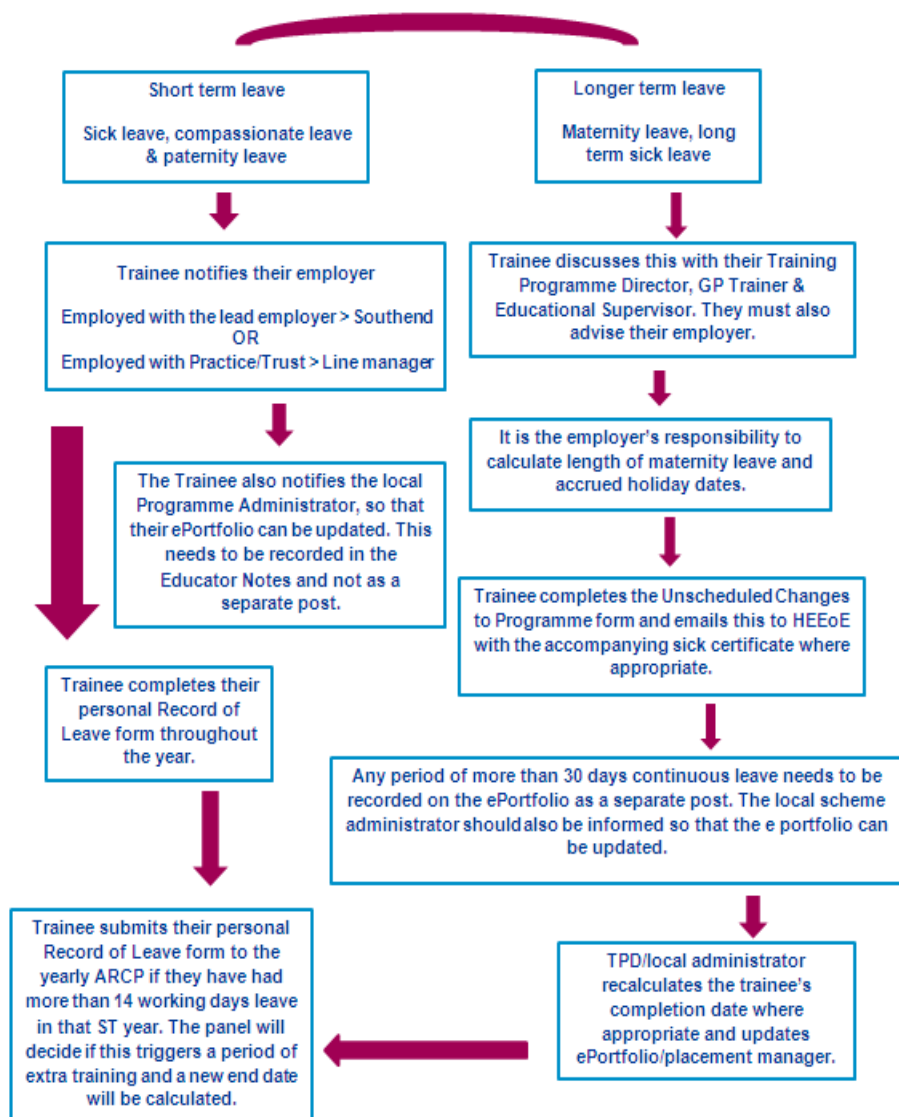 Short term leave
Sick leave, compassionate leave
& paternity leave
Longer term leave
Maternity leave, long
term sick leave
Trainee notifies their employer
Employed with the lead employer > Southend
OR
Employed with Practice/Trust > Line manager
Trainee discusses this with their Training
Programme Director, GP Trainer &
Educational Supervisor. They must also
advise their employer.
It is the employer's responsibility to
calculate length of maternity leave and
accrued holiday dates.
The Trainee also notifies the local
Programme Administrator, so that
their ePortfolio can be updated. This
needs to be recorded in the
Educator Notes and not as a
separate post.
Trainee completes the Unscheduled Changes
to Programme form and emails this to HEEoE
with the accompanying sick certificate where
appropriate.
Trainee completes their
personal Record of
Leave form throughout
the year.
Any period of more than 30 days continuous leave needs to be
recorded on the ePortfolio as a separate post. The local scheme
administrator should also be informed so that the e portfolio can
be updated.
Trainee submits their personal
Record of Leave form to the
yearly ARCP if they have had
more than 14 working days leave
in that ST year. The panel will
decide if this triggers a period of
extra training and a new end date
will be calculated.
TPD/local administrator
recalculates the trainee's
completion date where
appropriate and updates
ePortfolio/placement manager.